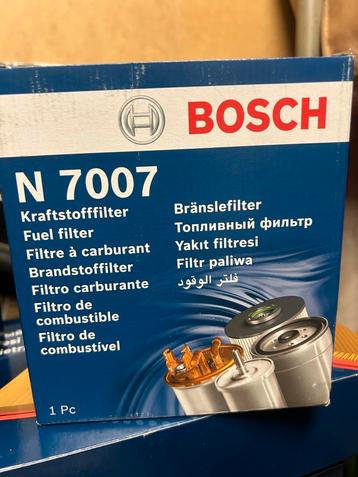 BOSCH
N 7007
Kraftstofffilter
Fuel filter
Filtre à carburant
Brandstoffilter
Filtro carburante
Filtro de
combustible
Filtro de
combustível
Bränslefilter
Топливный фильтр
Yakıt filtresi
Filtr paliwa
فلتر الوقود
1 Pc